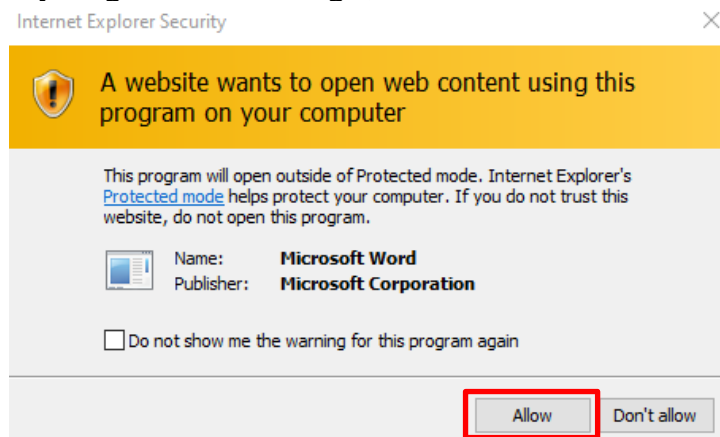 Internet Explorer Security
A website wants to open web content using this
program on your computer
This program will open outside of Protected mode. Internet Explorer's
Protected mode helps protect your computer. If you do not trust this
website, do not open this program.
Name: Microsoft Word
Publisher: Microsoft Corporation
Do not show me the warning for this program again
Allow Don't allow